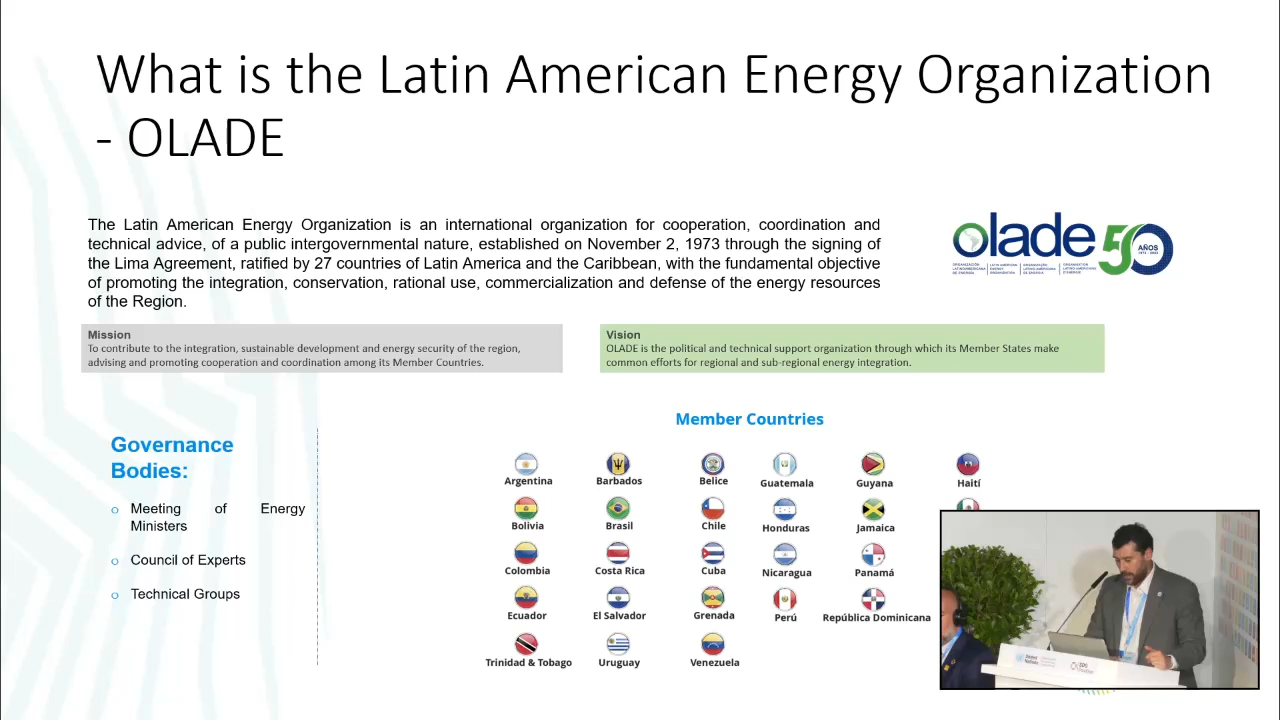 What is the Latin American Energy Organization
- OLADE
The Latin American Energy Organization is an international organization for cooperation, coordination and
technical advice, of a public intergovernmental nature, established on November 2, 1973 through the signing of
the Lima Agreement, ratified by 27 countries of Latin America and the Caribbean, with the fundamental objective
of promoting the integration, conservation, rational use, commercialization and defense of the energy resources
of the Region.
olade 50
AÑOS
Mission
To contribute to the integration, sustainable development and energy security of the region,
advising and promoting cooperation and coordination among its Member Countries.
Vision
OLADE is the political and technical support organization through which its Member States make
common efforts for regional and sub-regional energy integration.
Governance
Bodies:
Meeting of Energy
Ministers
Council of Experts
Technical Groups
Member Countries
Argentina Barbados Belice Guatemala Guyana Haití
Bolivia Brasil Chile Honduras Jamaica
Colombia Costa Rica Cuba Nicaragua Panamá
Ecuador El Salvador Grenada Perú República Dominicana
Trinidad & Tobago Uruguay Venezuela
United
Nations
SDG